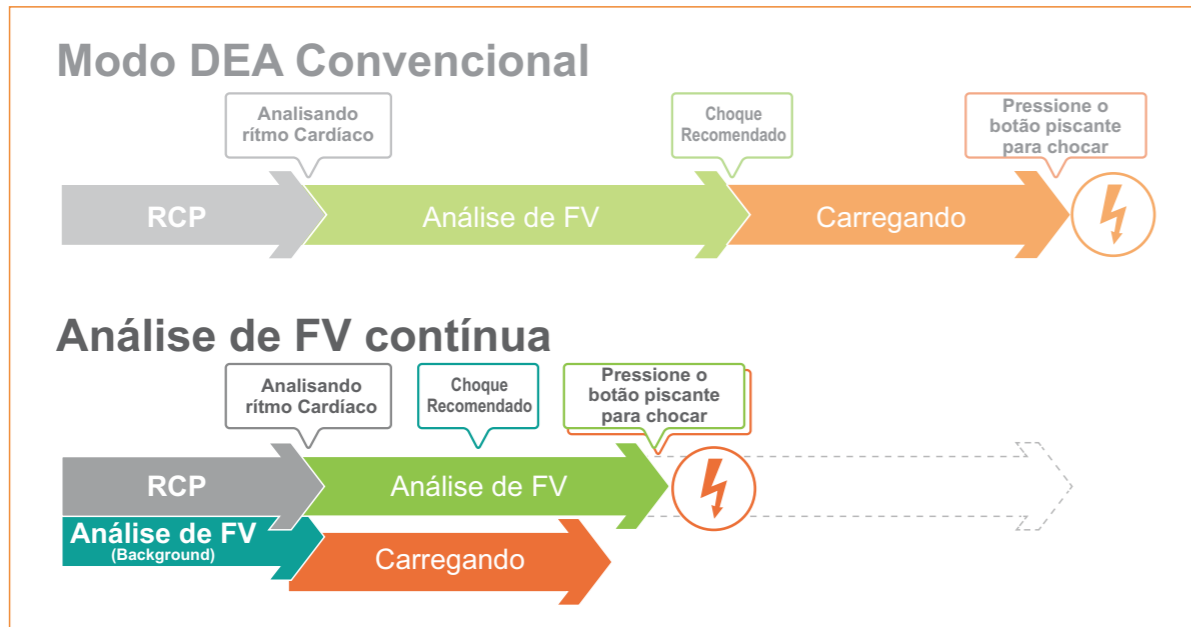 Modo DEA Convencional
Analisando
rítmo Cardíaco
Choque
Recomendado
Pressione o
botão piscante
para chocar
RCP
Análise de FV
Carregando
Análise de FV contínua
Analisando
rítmo Cardíaco
Choque
Recomendado
Pressione o
botão piscante
para chocar
RCP
Análise de FV
Análise de FV
(Background)
Carregando